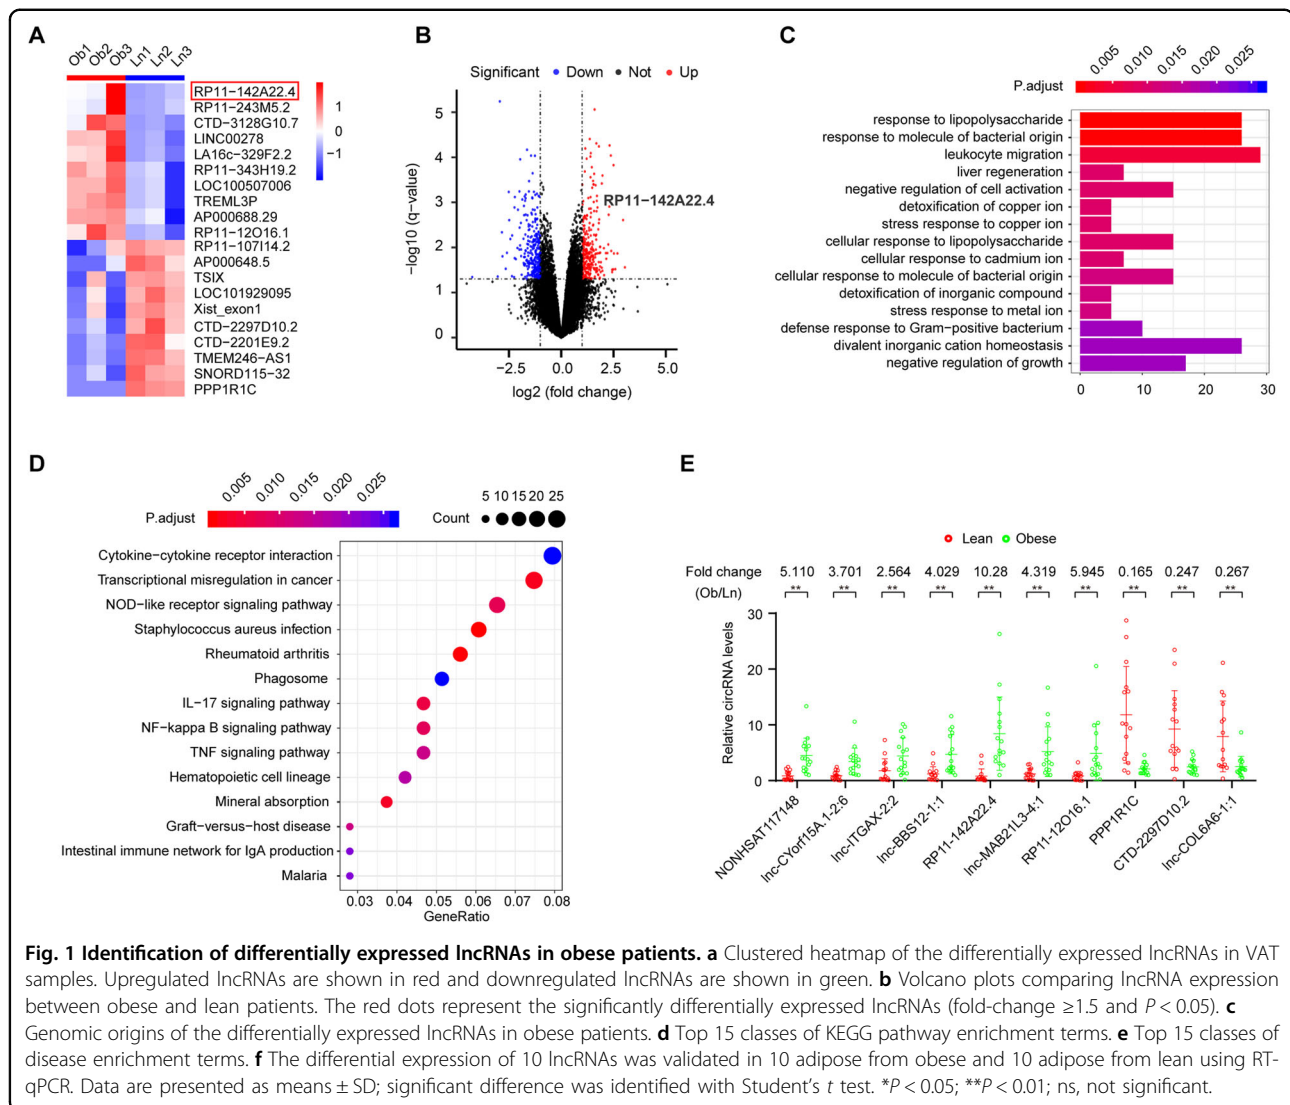 A
Ob1 Ob2 Ob3 Ln1 Ln2 Ln3
RP11−142A22.4
RP11−243M5.2
CTD−3128G10.7
LINC00278
LA16c−329F2.2
RP11−343H19.2
LOC100507006
TREML3P
AP000688.29
RP11−12O16.1
RP11−107I14.2
AP000648.5
TSIX
LOC101929095
Xist_exon1
CTD−2297D10.2
CTD−2201E9.2
TMEM246−AS1
SNORD115−32
PPP1R1C
1
0
−1
B
Significant Down Not Up
RP11−142A22.4
−log10 (q−value)
5
4
3
2
1
0
−2.5 0.0 2.5 5.0
log2 (fold change)
C
0.005 0.010 0.015 0.020 0.025
P.adjust
response to lipopolysaccharide
response to molecule of bacterial origin
leukocyte migration
liver regeneration
negative regulation of cell activation
detoxification of copper ion
stress response to copper ion
cellular response to lipopolysaccharide
cellular response to cadmium ion
cellular response to molecule of bacterial origin
detoxification of inorganic compound
stress response to metal ion
defense response to Gram−positive bacterium
divalent inorganic cation homeostasis
negative regulation of growth
0 10 20 30
D
0.005 0.010 0.015 0.020 0.025
P.adjust
5 10 15 20 25
Count
Cytokine−cytokine receptor interaction
Transcriptional misregulation in cancer
NOD−like receptor signaling pathway
Staphylococcus aureus infection
Rheumatoid arthritis
Phagosome
IL−17 signaling pathway
NF−kappa B signaling pathway
TNF signaling pathway
Hematopoietic cell lineage
Mineral absorption
Graft−versus−host disease
Intestinal immune network for IgA production
Malaria
0.03 0.04 0.05 0.06 0.07 0.08
GeneRatio
E
Lean Obese
Fold change 5.110 3.701 2.564 4.029 10.28 4.319 5.945 0.165 0.247 0.267
(Ob/Ln) ** ** ** ** ** ** ** ** ** **
Relative circRNA levels
30
20
10
0
NONHSAT117148
lnc-CYorf15A.1-2:6
lnc-ITGAX-2:2
lnc-BBS12-1:1
RP11-142A22.4
lnc-MAB21L3-4:1
RP11-12O16.1
PPP1R1C
CTD-2297D10.2
lnc-COL6A6-1:1
Fig. 1 Identification of differentially expressed lncRNAs in obese patients. a Clustered heatmap of the differentially expressed lncRNAs in VAT
samples. Upregulated lncRNAs are shown in red and downregulated lncRNAs are shown in green. b Volcano plots comparing lncRNA expression
between obese and lean patients. The red dots represent the significantly differentially expressed lncRNAs (fold-change ≥1.5 and P < 0.05). c
Genomic origins of the differentially expressed lncRNAs in obese patients. d Top 15 classes of KEGG pathway enrichment terms. e Top 15 classes of
disease enrichment terms. f The differential expression of 10 lncRNAs was validated in 10 adipose from obese and 10 adipose from lean using RT-
qPCR. Data are presented as means ± SD; significant difference was identified with Student's t test. *P < 0.05; **P < 0.01; ns, not significant.